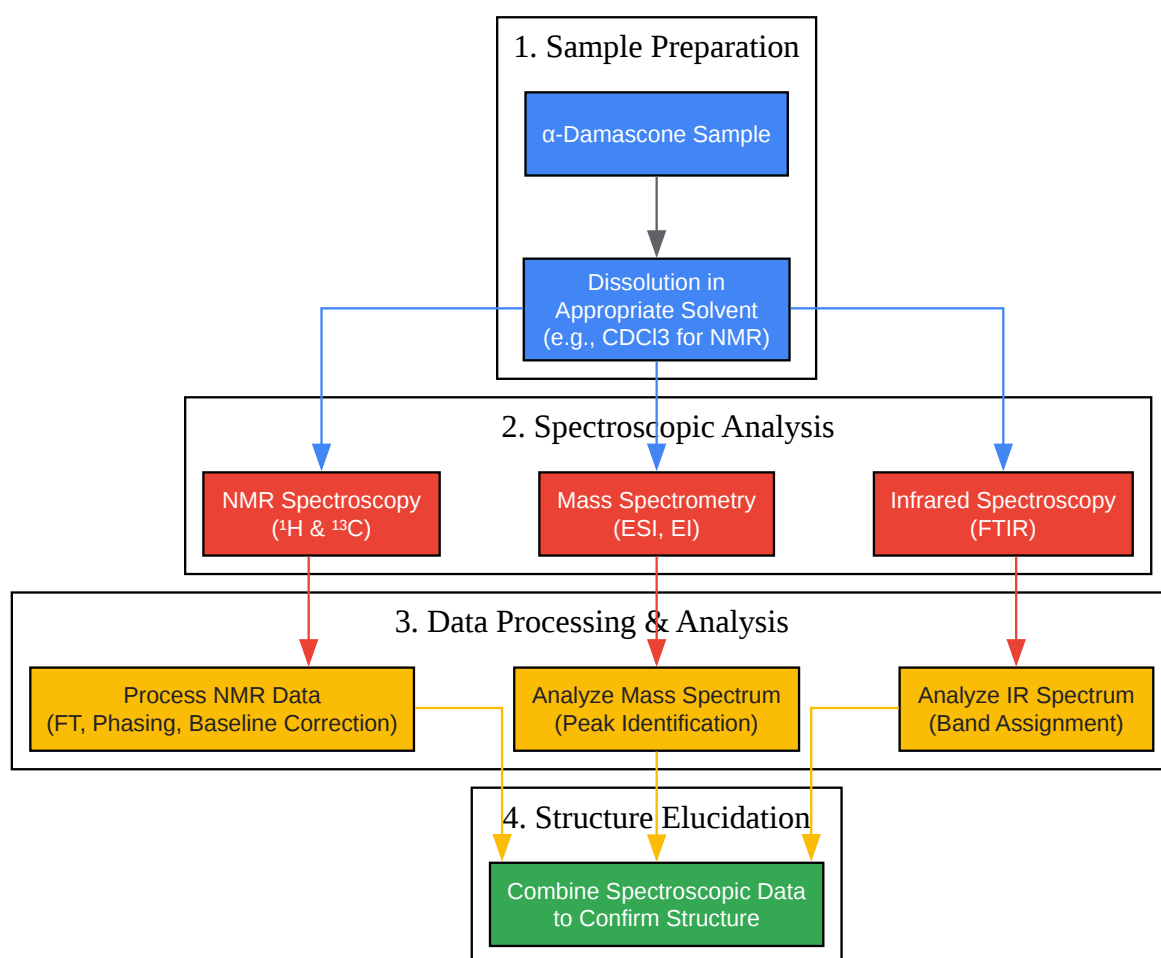 1. Sample Preparation
α-Damascone Sample
Dissolution in
Appropriate Solvent
(e.g., CDCl3 for NMR)
2. Spectroscopic Analysis
NMR Spectroscopy
(¹H & ¹³C)
Mass Spectrometry
(ESI, EI)
Infrared Spectroscopy
(FTIR)
3. Data Processing & Analysis
Process NMR Data
(FT, Phasing, Baseline Correction)
Analyze Mass Spectrum
(Peak Identification)
Analyze IR Spectrum
(Band Assignment)
4. Structure Elucidation
Combine Spectroscopic Data
to Confirm Structure